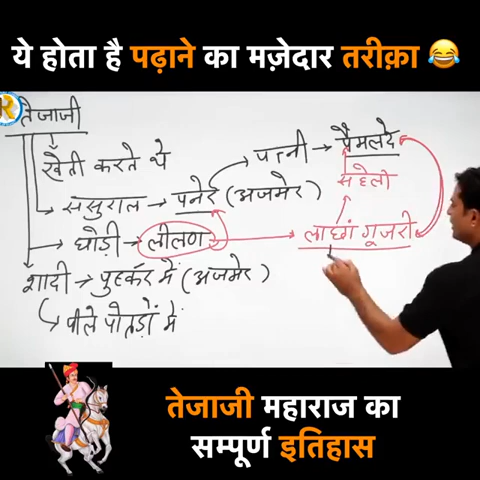 ये होता है पढ़ाने का मज़ेदार तरीक़ा 😂
तेजाजी
खेती करते थे
ससुराल → पनेर (अजमेर) → पत्नी → पैमलदे
सहेली
घोड़ी → लीलण → लाछां गूजरी
शादी → पुष्कर में (अजमेर)
पीले पोतड़ों में
तेजाजी महाराज का
सम्पूर्ण इतिहास